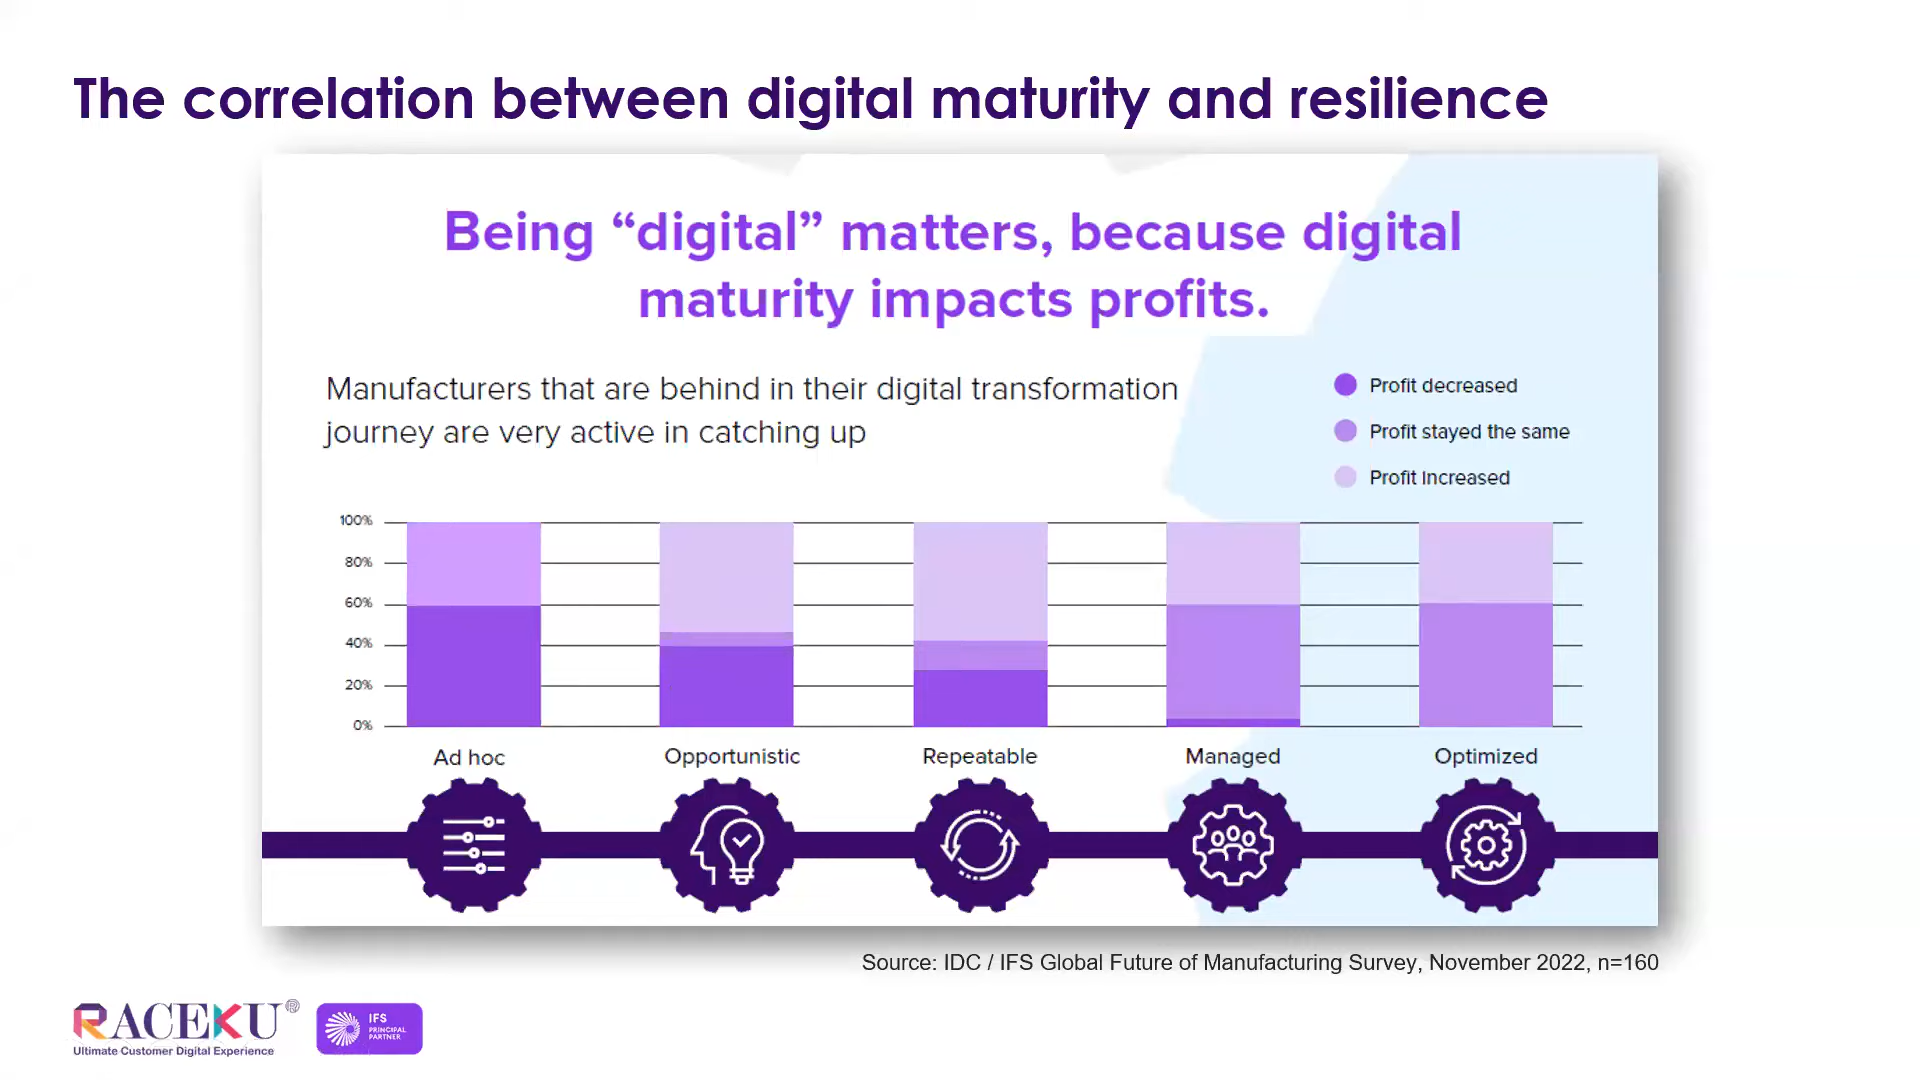 The correlation between digital maturity and resilience
Being “digital” matters, because digital
maturity impacts profits.
Manufacturers that are behind in their digital transformation
journey are very active in catching up
Profit decreased
Profit stayed the same
Profit Increased
100%
80%
60%
40%
20%
0%
Ad hoc
Opportunistic
Repeatable
Managed
Optimized
Source: IDC / IFS Global Future of Manufacturing Survey, November 2022, n=160
RACEKU®
Ultimate Customer Digital Experience
IFS
PRINCIPAL
PARTNER